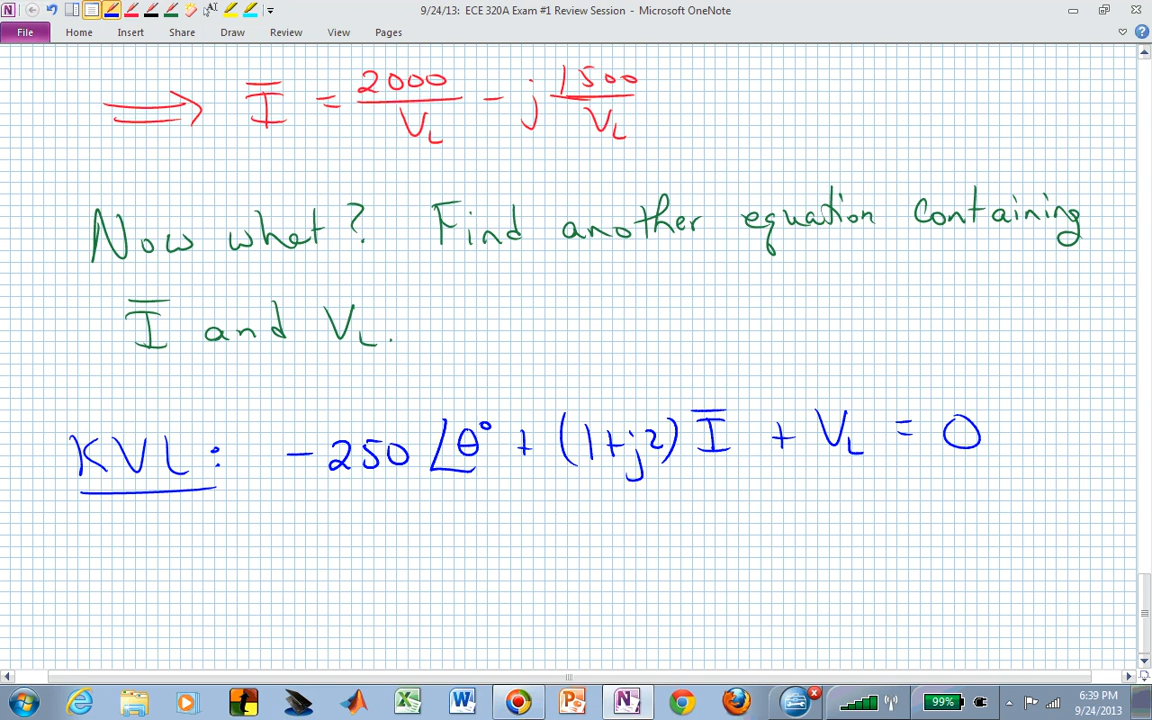 9/24/13: ECE 320A Exam #1 Review Session - Microsoft OneNote
File Home Insert Share Draw Review View Pages
⟹ Ī = 2000/V_L - j 1500/V_L
Now what? Find another equation containing
Ī and V_L.
KVL: -250∠θ° + (1+j2) Ī + V_L = 0
99%
6:39 PM
9/24/2013